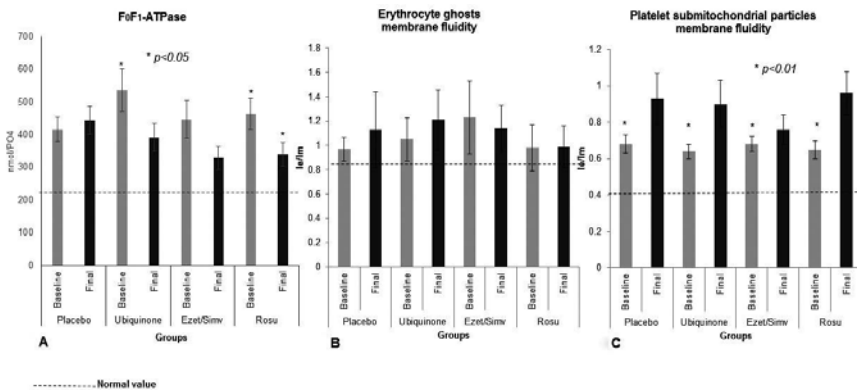 F0F1-ATPase
* p<0.05
nmol/PO4
700
600
500
400
300
200
100
0
*
*
*
Baseline
Final
Baseline
Final
Baseline
Final
Baseline
Final
Placebo
Ubiquinone
Ezet/Simv
Rosu
Groups
A
Erythrocyte ghosts
membrane fluidity
Ie/Im
1.8
1.6
1.4
1.2
1
0.8
0.6
0.4
0.2
0
Baseline
Final
Baseline
Final
Baseline
Final
Baseline
Final
Placebo
Ubiquinone
Ezet/Simv
Rosu
Groups
B
Platelet submitochondrial particles
membrane fluidity
* p<0.01
Ie/Im
1.2
1
0.8
0.6
0.4
0.2
0
*
*
*
*
Baseline
Final
Baseline
Final
Baseline
Final
Baseline
Final
Placebo
Ubiquinone
Ezet/Simv
Rosu
Groups
C
Normal value